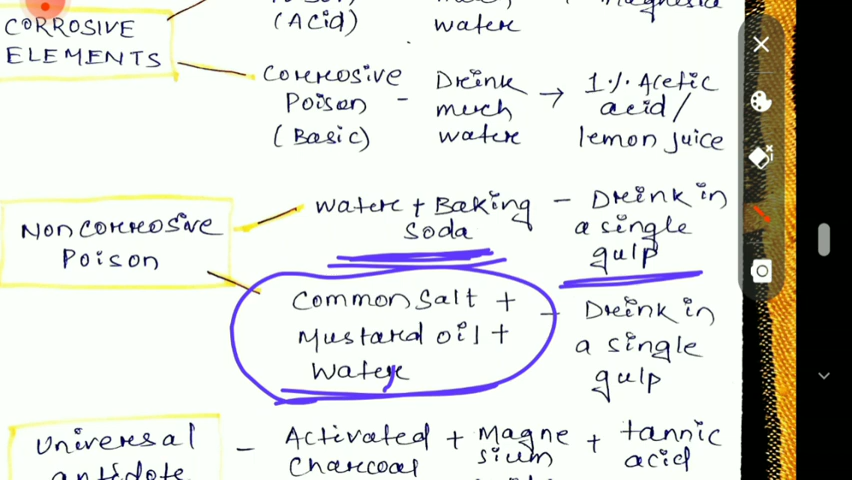 CORROSIVE
ELEMENTS
(Acid)
water
Corrosive
Poison -
(Basic)
Drink
much
water
→ 1% Acetic
acid/
lemon juice
NonCorrosive
Poison
water + Baking
Soda
- Drink in
a single
gulp
Common Salt +
Mustard oil +
Water
- Drink in
a single
gulp
Universal
antidote
- Activated
Charcoal
+ Magne
sium
+ tannic
acid